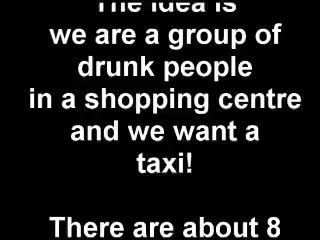 The idea is
we are a group of
drunk people
in a shopping centre
and we want a
taxi!
There are about 8